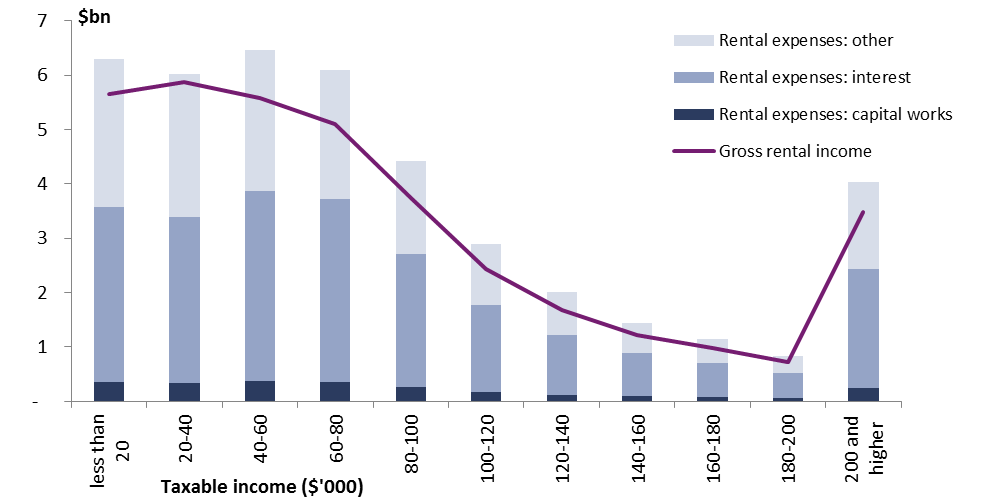 $bn
7
6
5
4
3
2
1
-
Rental expenses: other
Rental expenses: interest
Rental expenses: capital works
Gross rental income
less than
20
20-40
40-60
60-80
80-100
100-120
120-140
140-160
160-180
180-200
200 and
higher
Taxable income ($'000)